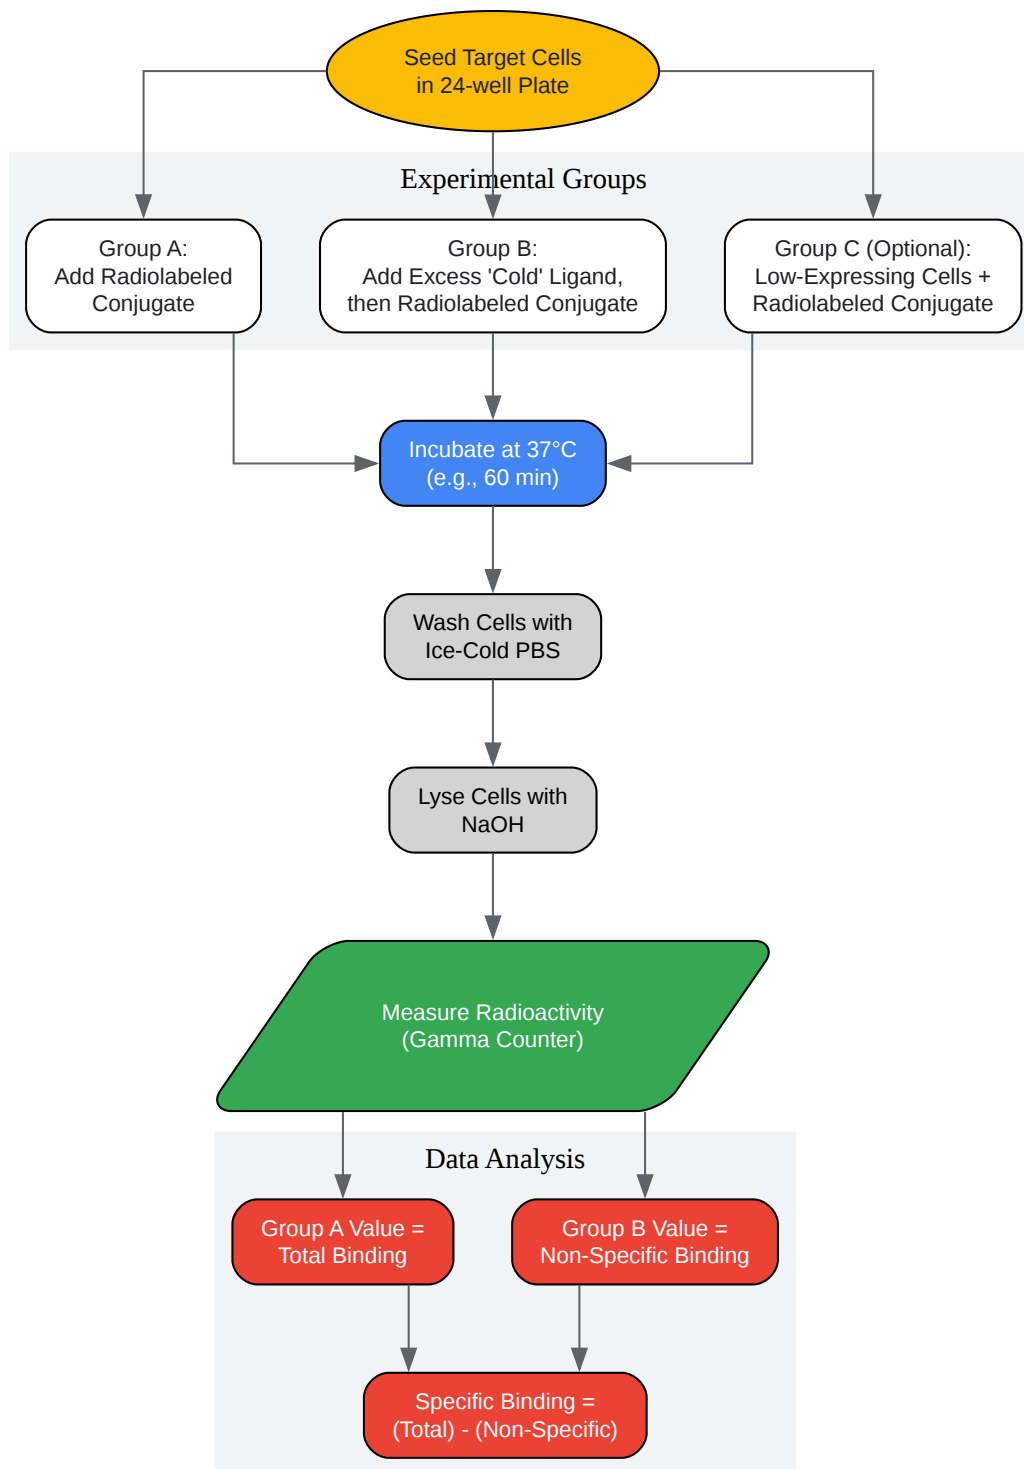 Seed Target Cells
in 24-well Plate
Experimental Groups
Group A:
Add Radiolabeled
Conjugate
Group B:
Add Excess 'Cold' Ligand,
then Radiolabeled Conjugate
Group C (Optional):
Low-Expressing Cells +
Radiolabeled Conjugate
Incubate at 37°C
(e.g., 60 min)
Wash Cells with
Ice-Cold PBS
Lyse Cells with
NaOH
Measure Radioactivity
(Gamma Counter)
Data Analysis
Group A Value =
Total Binding
Group B Value =
Non-Specific Binding
Specific Binding =
(Total) - (Non-Specific)